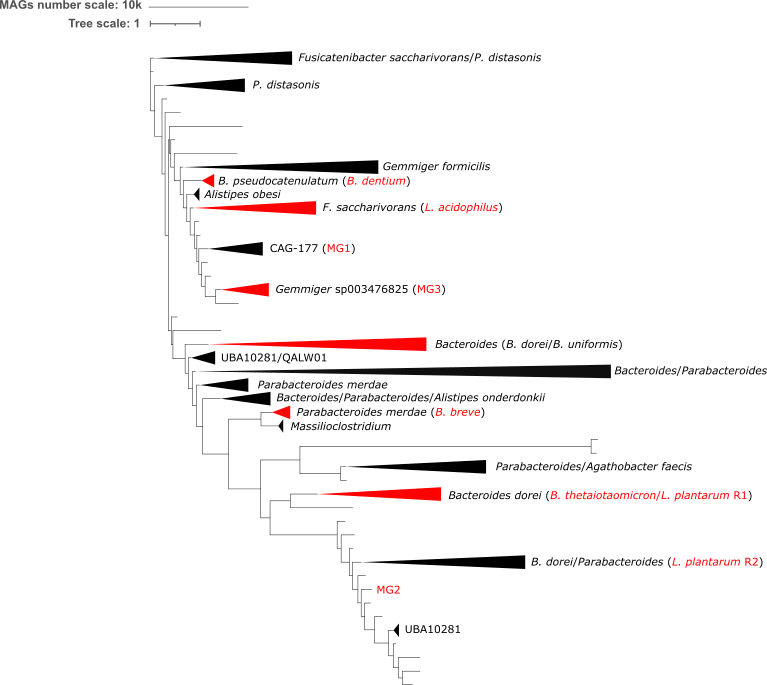 MAGs number scale: 10k
Tree scale: 1
Fusicatenibacter saccharivorans/P. distasonis
P. distasonis
Gemmiger formicilis
B. pseudocatenulatum (B. dentium)
Alistipes obesi
F. saccharivorans (L. acidophilus)
CAG-177 (MG1)
Gemmiger sp003476825 (MG3)
Bacteroides (B. dorei/B. uniformis)
UBA10281/QALW01
Bacteroides/Parabacteroides
Parabacteroides merdae
Bacteroides/Parabacteroides/Alistipes onderdonkii
Parabacteroides merdae (B. breve)
Massilioclostridium
Parabacteroides/Agathobacter faecis
Bacteroides dorei (B. thetaiotaomicron/L. plantarum R1)
B. dorei/Parabacteroides (L. plantarum R2)
MG2
UBA10281